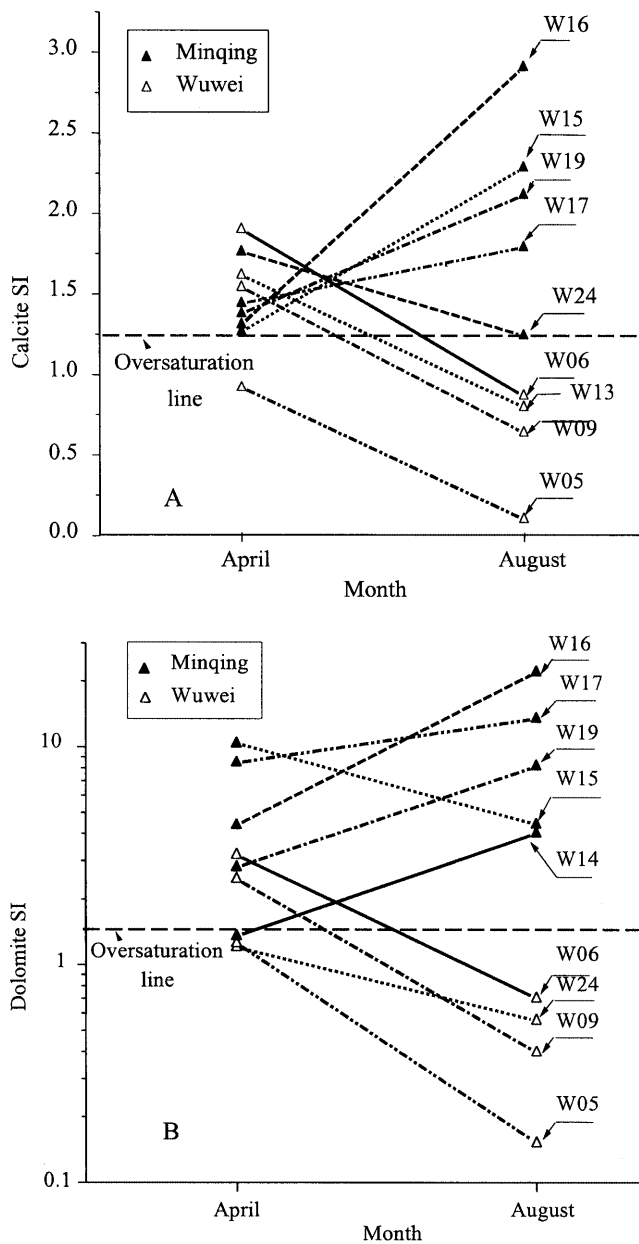 3.0
2.5
2.0
1.5
1.0
0.5
0.0
Calcite SI
Minqing
Wuwei
W16
W15
W19
W17
W24
W06
W13
W09
W05
Oversaturation
line
A
April
August
Month
10
1
0.1
Dolomite SI
Minqing
Wuwei
W16
W17
W19
W15
W14
W06
W24
W09
W05
Oversaturation
line
B
April
August
Month